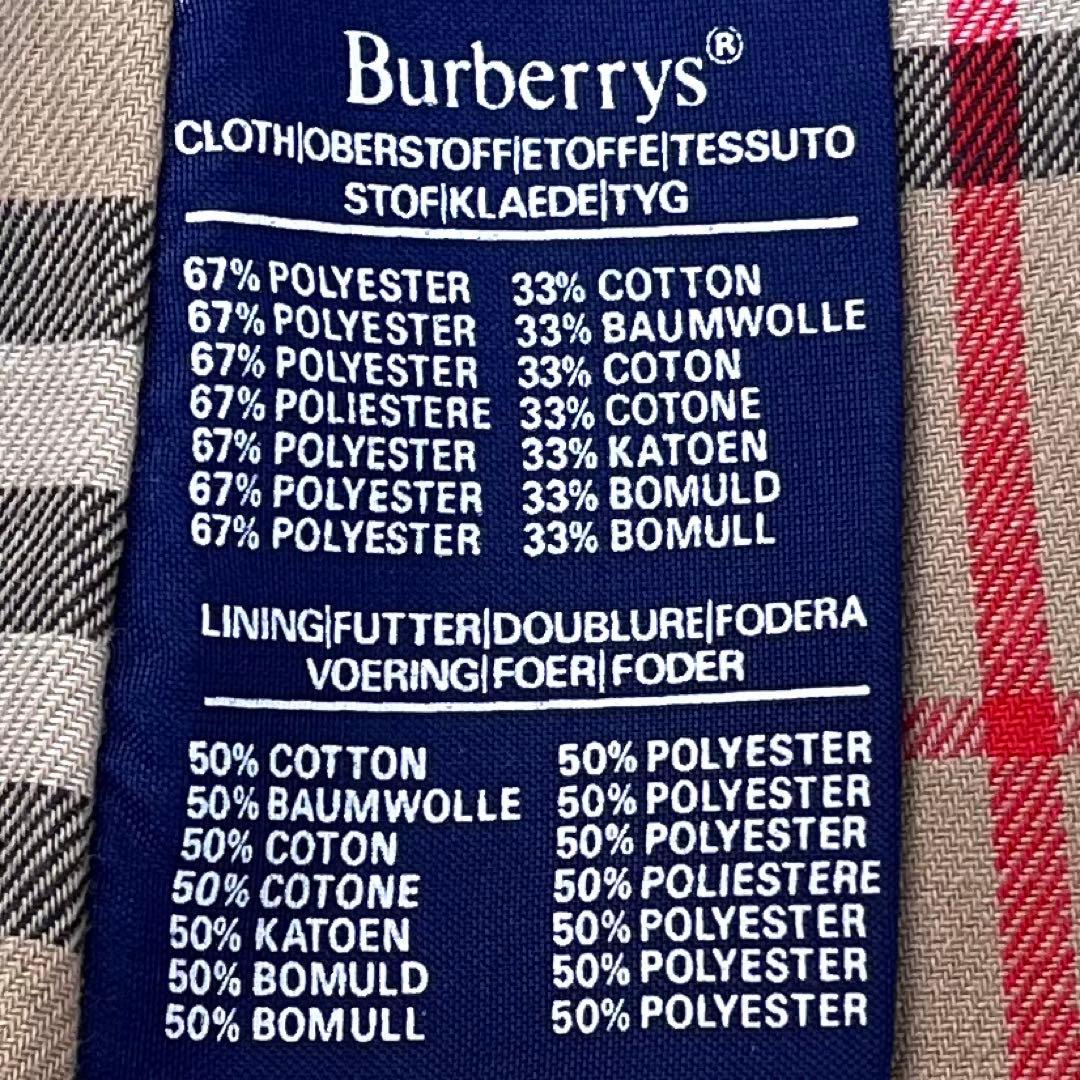 Burberrys®
CLOTH|OBERSTOFF|ETOFFE|TESSUTO
STOF|KLAEDE|TYG
67% POLYESTER 33% COTTON
67% POLYESTER 33% BAUMWOLLE
67% POLYESTER 33% COTON
67% POLIESTERE 33% COTONE
67% POLYESTER 33% KATOEN
67% POLYESTER 33% BOMULD
67% POLYESTER 33% BOMULL
LINING|FUTTER|DOUBLURE|FODERA
VOERING|FOER|FODER
50% COTTON 50% POLYESTER
50% BAUMWOLLE 50% POLYESTER
50% COTON 50% POLYESTER
50% COTONE 50% POLIESTERE
50% KATOEN 50% POLYESTER
50% BOMULD 50% POLYESTER
50% BOMULL 50% POLYESTER